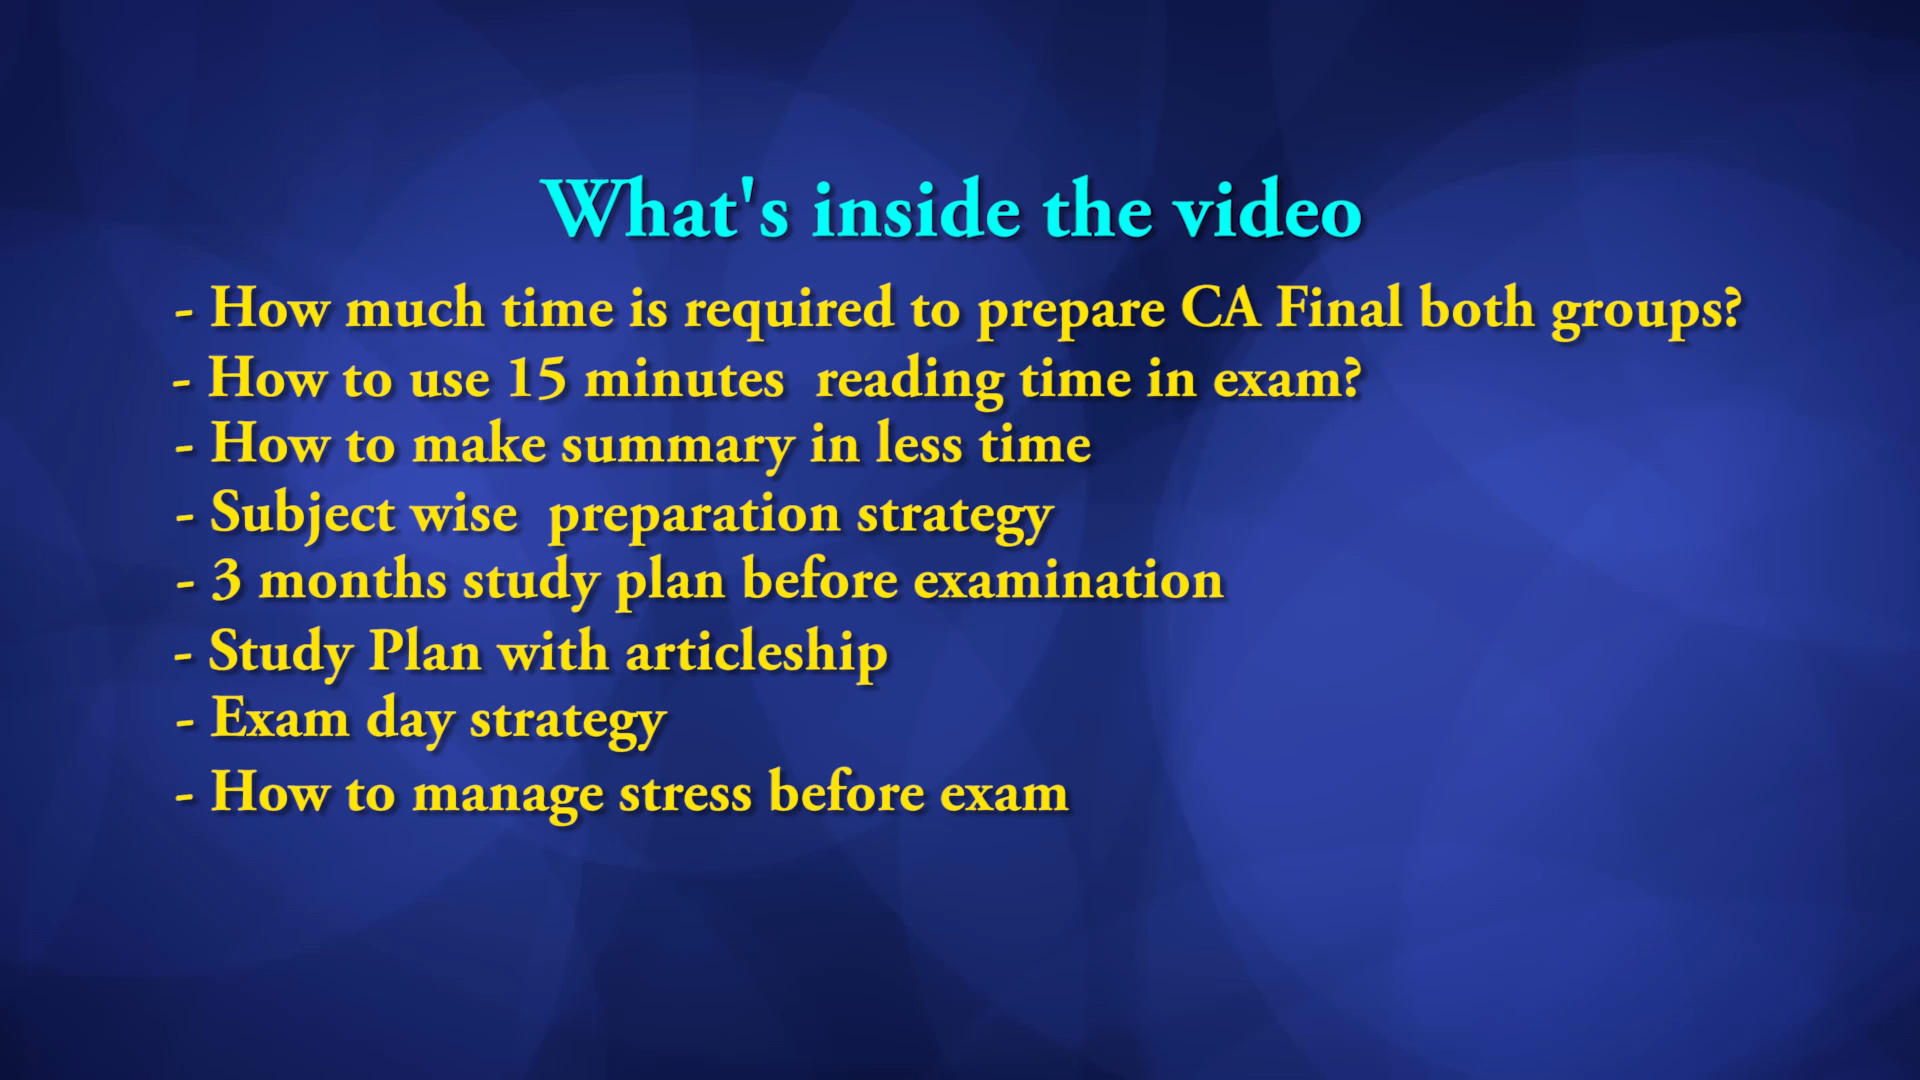 What's inside the video
- How much time is required to prepare CA Final both groups?
- How to use 15 minutes  reading time in exam?
- How to make summary in less time
- Subject wise  preparation strategy
- 3 months study plan before examination
- Study Plan with articleship
- Exam day strategy
- How to manage stress before exam